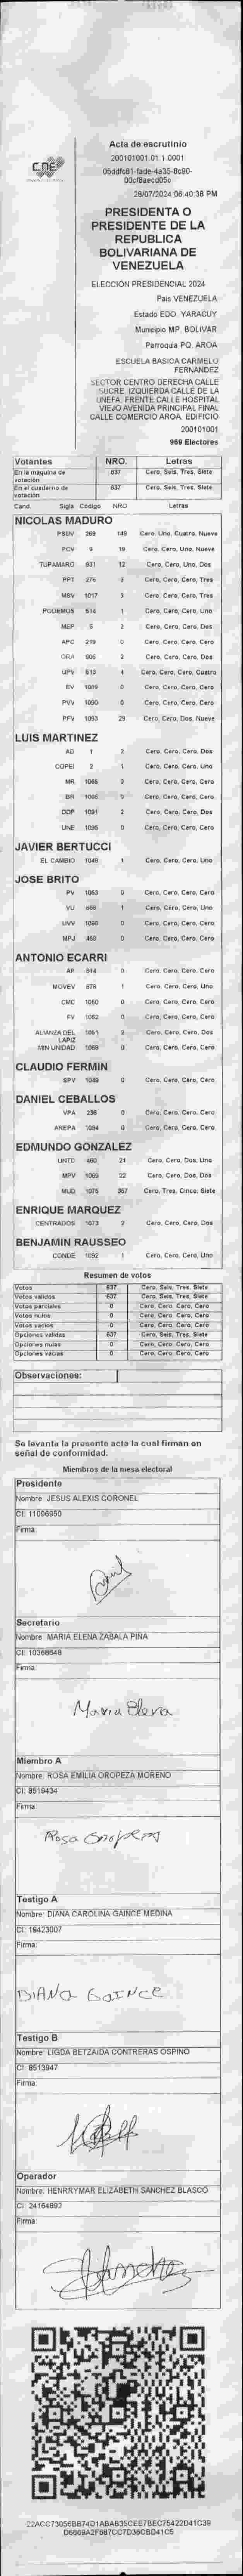 CNE
Acta de escrutinio
200101001.01.1.0001
28/07/2024 06:40:38 PM
PRESIDENTA O
PRESIDENTE DE LA
REPUBLICA
BOLIVARIANA DE
VENEZUELA
ELECCIÓN PRESIDENCIAL 2024
Pais VENEZUELA
Estado EDO. YARACUY
Municipio MP. BOLIVAR
Parroquia PQ. AROA
ESCUELA BASICA CARMELO
FERNANDEZ
SECTOR CENTRO DERECHA CALLE
SUCRE. IZQUIERDA CALLE DE LA
UNEFA. FRENTE CALLE HOSPITAL
VIEJO AVENIDA PRINCIPAL FINAL
CALLE COMERCIO AROA. EDIFICIO
200101001
969 Electores
Votantes NRO. Letras
En la maquina de votación 637 Cero, Seis, Tres, Siete
En el cuaderno de votación 637 Cero, Seis, Tres, Siete
Cand. Sigla Código NRO Letras
NICOLAS MADURO
PSUV 269 149 Cero, Uno, Cuatro, Nueve
PCV 9 19 Cero, Cero, Uno, Nueve
TUPAMARO 931 12 Cero, Cero, Uno, Dos
PPT 276 3 Cero, Cero, Cero, Tres
MSV 1017 3 Cero, Cero, Cero, Tres
PODEMOS 514 1 Cero, Cero, Cero, Uno
MEP 6 2 Cero, Cero, Cero, Dos
APC 219 0 Cero, Cero, Cero, Cero
ORA 906 2 Cero, Cero, Cero, Dos
UPV 613 4 Cero, Cero, Cero, Cuatro
EV 1089 0 Cero, Cero, Cero, Cero
PVV 1090 0 Cero, Cero, Cero, Cero
PFV 1093 29 Cero, Cero, Dos, Nueve
LUIS MARTINEZ
AD 1 2 Cero, Cero, Cero, Dos
COPEI 2 1 Cero, Cero, Cero, Uno
MR 1065 0 Cero, Cero, Cero, Cero
BR 1066 0 Cero, Cero, Cero, Cero
DDP 1091 2 Cero, Cero, Cero, Dos
UNE 1095 0 Cero, Cero, Cero, Cero
JAVIER BERTUCCI
EL CAMBIO 1048 1 Cero, Cero, Cero, Uno
JOSE BRITO
PV 1053 0 Cero, Cero, Cero, Cero
VU 666 1 Cero, Cero, Cero, Uno
UVV 1096 0 Cero, Cero, Cero, Cero
MPJ 450 0 Cero, Cero, Cero, Cero
ANTONIO ECARRI
AP 814 0 Cero, Cero, Cero, Cero
MOVEV 878 1 Cero, Cero, Cero, Uno
CMC 1060 0 Cero, Cero, Cero, Cero
FV 1062 0 Cero, Cero, Cero, Cero
ALIANZA DEL LAPIZ 1051 2 Cero, Cero, Cero, Dos
MIN UNIDAD 1069 0 Cero, Cero, Cero, Cero
CLAUDIO FERMIN
SPV 1049 0 Cero, Cero, Cero, Cero
DANIEL CEBALLOS
VPA 236 0 Cero, Cero, Cero, Cero
AREPA 1094 0 Cero, Cero, Cero, Cero
EDMUNDO GONZALEZ
UNTC 460 21 Cero, Cero, Dos, Uno
MPV 1069 22 Cero, Cero, Dos, Dos
MUD 1075 357 Cero, Tres, Cinco, Siete
ENRIQUE MARQUEZ
CENTRADOS 1073 2 Cero, Cero, Cero, Dos
BENJAMIN RAUSSEO
CONDE 1092 1 Cero, Cero, Cero, Uno
Resumen de votos
Votos 637 Cero, Seis, Tres, Siete
Votos validos 637 Cero, Seis, Tres, Siete
Votos parciales 0 Cero, Cero, Cero, Cero
Votos nulos 0 Cero, Cero, Cero, Cero
Votos vacios 0 Cero, Cero, Cero, Cero
Opciones validas 637 Cero, Seis, Tres, Siete
Opciones nulas 0 Cero, Cero, Cero, Cero
Opciones vacias 0 Cero, Cero, Cero, Cero
Observaciones:
Se levanta la presente acta la cual firman en
señal de conformidad.
Miembros de la mesa electoral
Presidente
Nombre: JESUS ALEXIS CORONEL
CI: 11096950
Firma:
Secretario
Nombre: MARIA ELENA ZABALA PIÑA
CI: 10368648
Firma:
Maria Elena
Miembro A
Nombre: ROSA EMILIA OROPEZA MORENO
CI: 8519434
Firma:
Rosa Oropeza
Testigo A
Nombre: DIANA CAROLINA GAINCE MEDINA
CI: 19423007
Firma:
DIANA GAINCE
Testigo B
Nombre: LIGDA BETZAIDA CONTRERAS OSPINO
CI: 8513947
Firma:
Operador
Nombre: HENRRYMAR ELIZABETH SANCHEZ BLASCO
CI: 24164892
Firma: